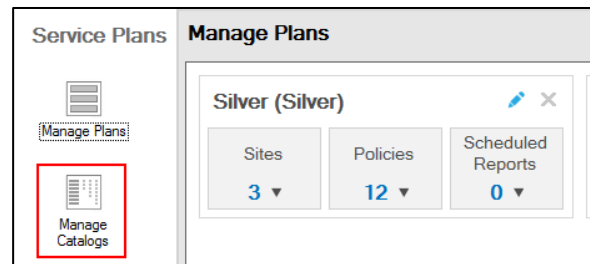 Service Plans
Manage Plans
Manage Plans
Manage
Catalogs
Silver (Silver)
Sites
3
Policies
12
Scheduled
Reports
0